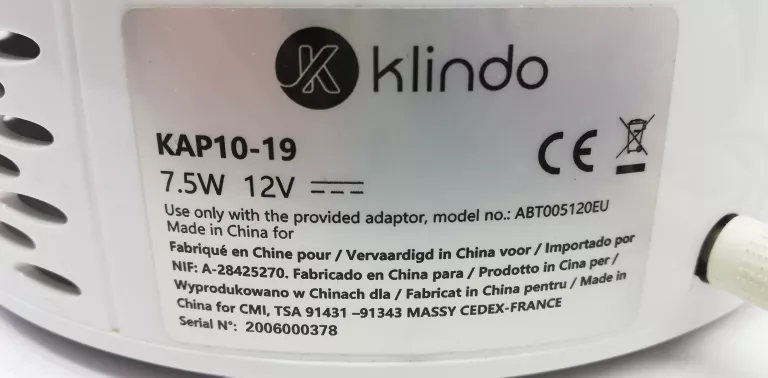 klindo
KAP10-19
7.5W 12V
Use only with the provided adaptor, model no.: ABT005120EU
Made in China for
Fabriqué en Chine pour / Vervaardigd in China voor / Importado por
NIF: A-28425270. Fabricado en China para / Prodotto in Cina per /
Wyprodukowano w Chinach dla / Fabricat in China pentru / Made in
China for CMI, TSA 91431 –91343 MASSY CEDEX-FRANCE
Serial N°: 2006000378
CE